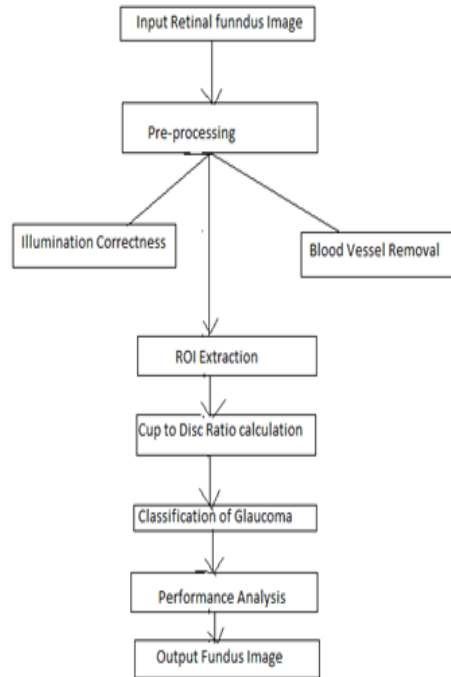 Input Retinal funndus Image
Pre-processing
Illumination Correctness
Blood Vessel Removal
ROI Extraction
Cup to Disc Ratio calculation
Classification of Glaucoma
Performance Analysis
Output Fundus Image